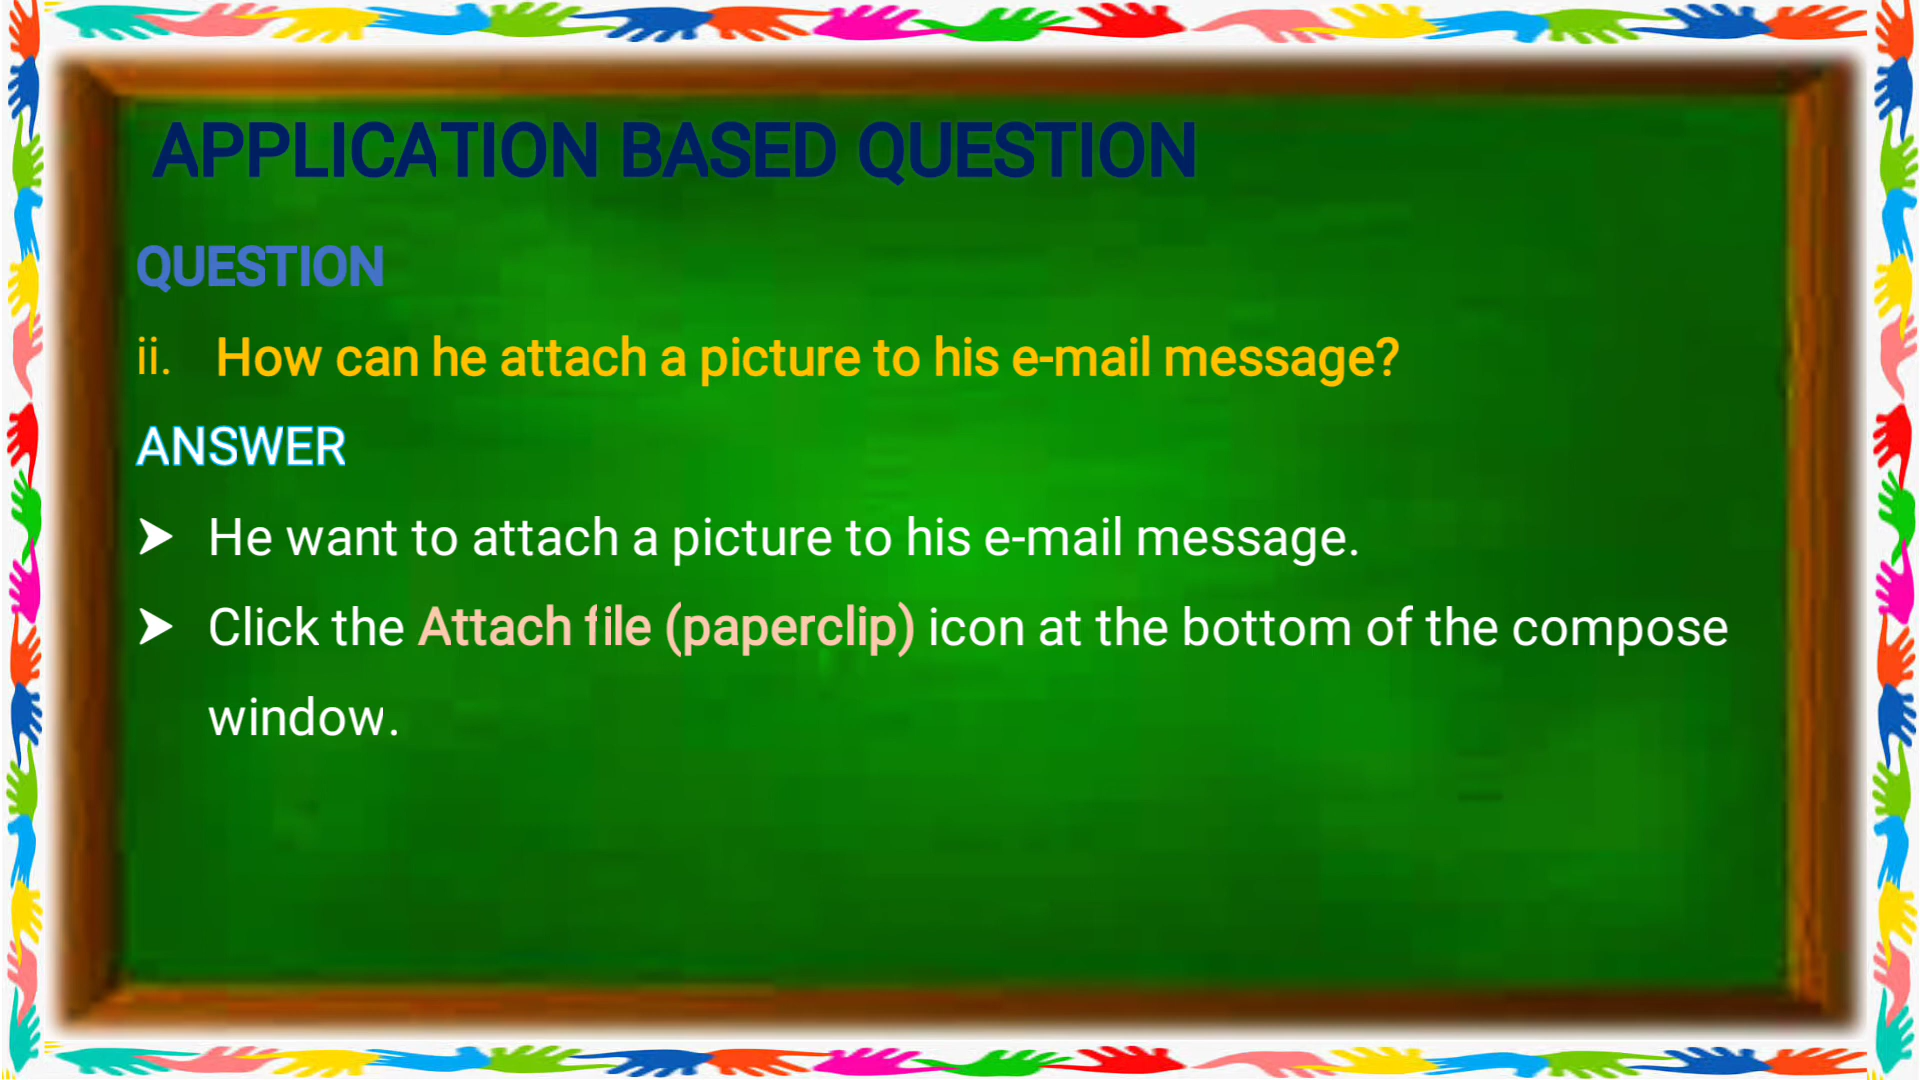 APPLICATION BASED QUESTION
QUESTION
ii. How can he attach a picture to his e-mail message?
ANSWER
➤ He want to attach a picture to his e-mail message.
➤ Click the Attach file (paperclip) icon at the bottom of the compose
window.